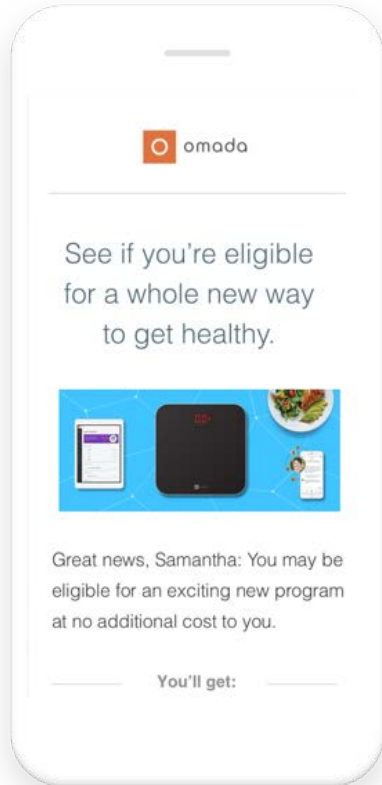 omada
See if you're eligible
for a whole new way
to get healthy.
Great news, Samantha: You may be
eligible for an exciting new program
at no additional cost to you.
You'll get: